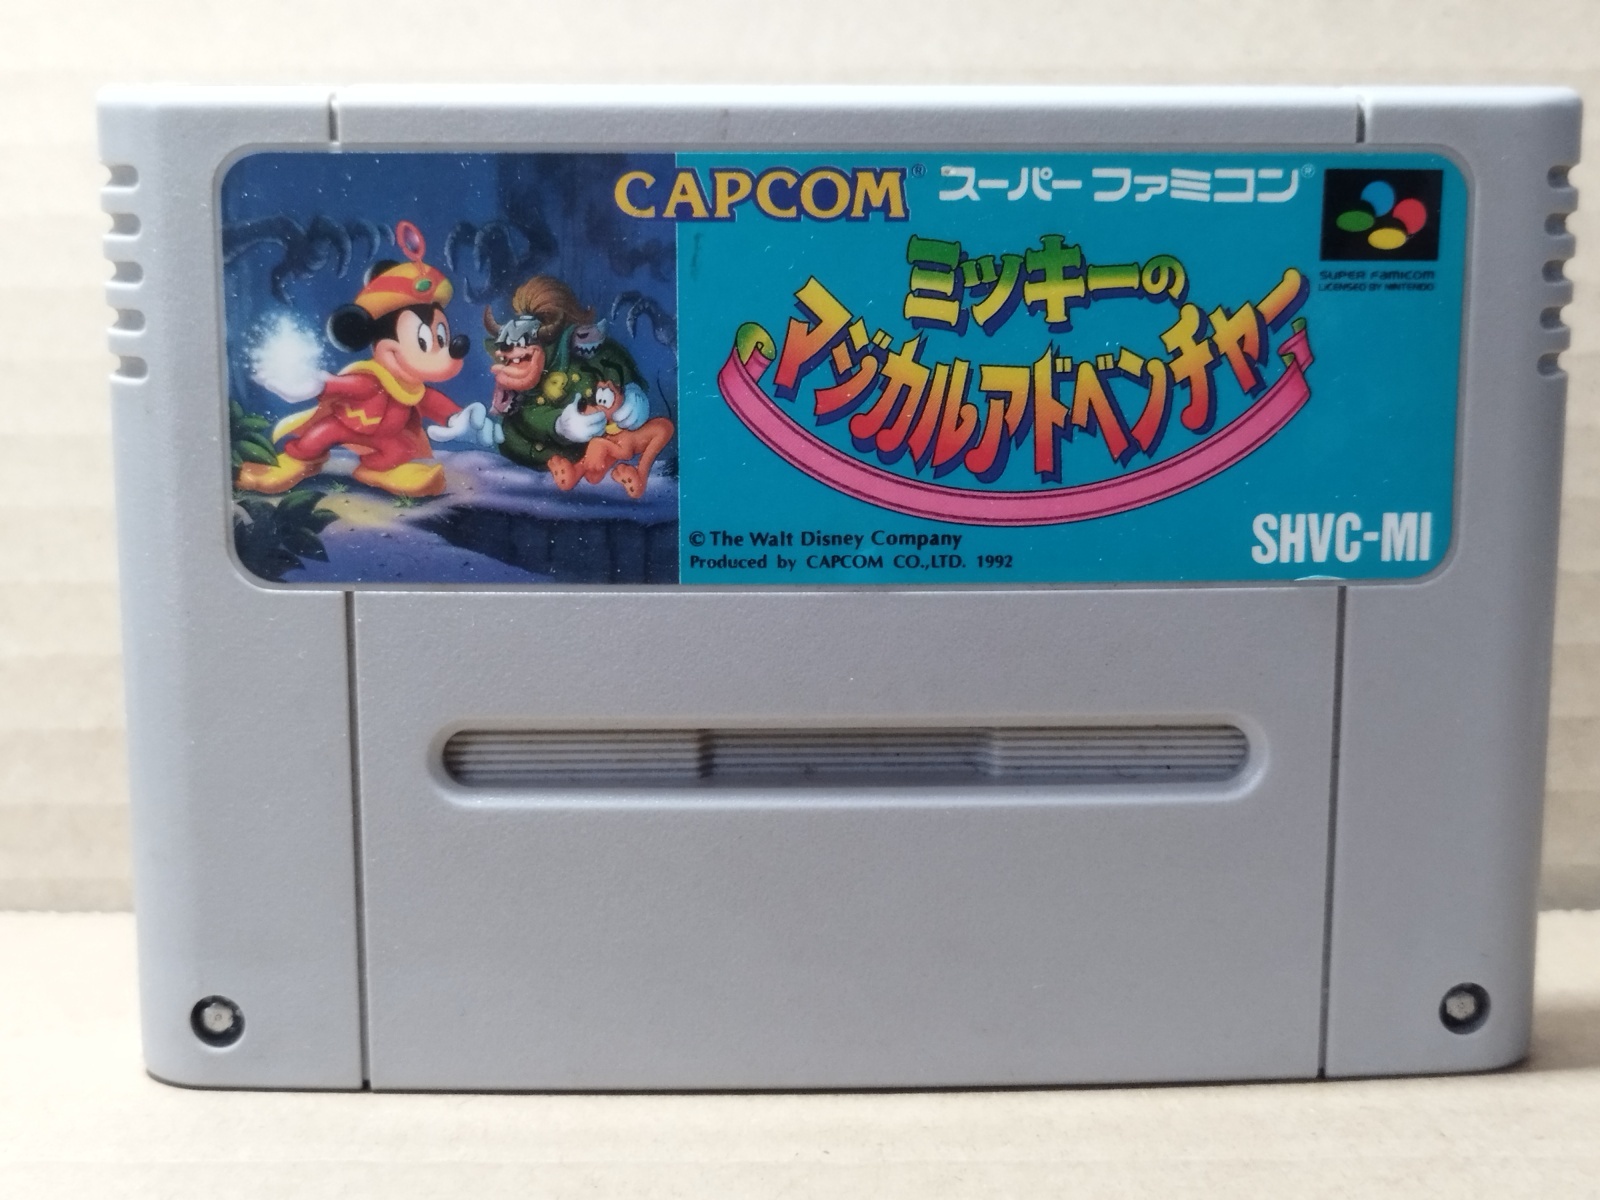 CAPCOM® スーパーファミコン®
ミッキーの
マジカルアドベンチャー
SUPER FAMICOM
LICENSED BY NINTENDO
© The Walt Disney Company
Produced by CAPCOM CO.,LTD. 1992
SHVC-MI